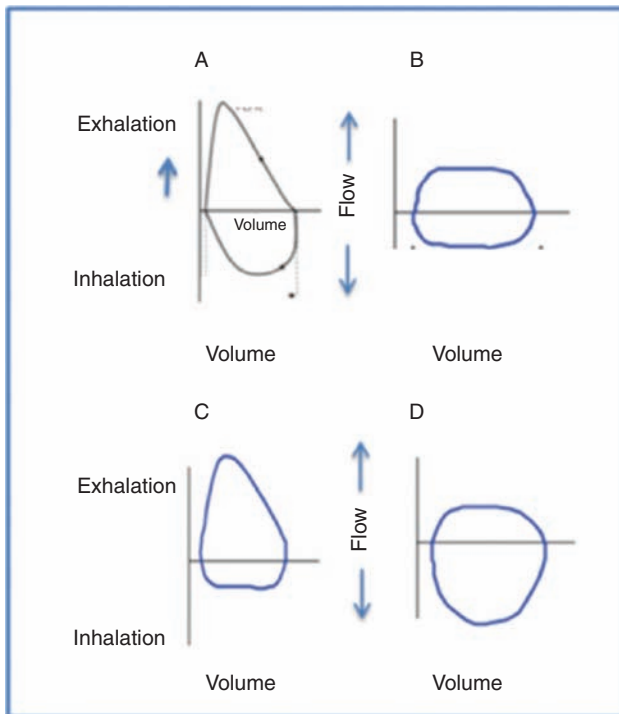 A
B
Exhalation
Volume
Flow
Inhalation
Volume
Volume
C
D
Exhalation
Flow
Inhalation
Volume
Volume